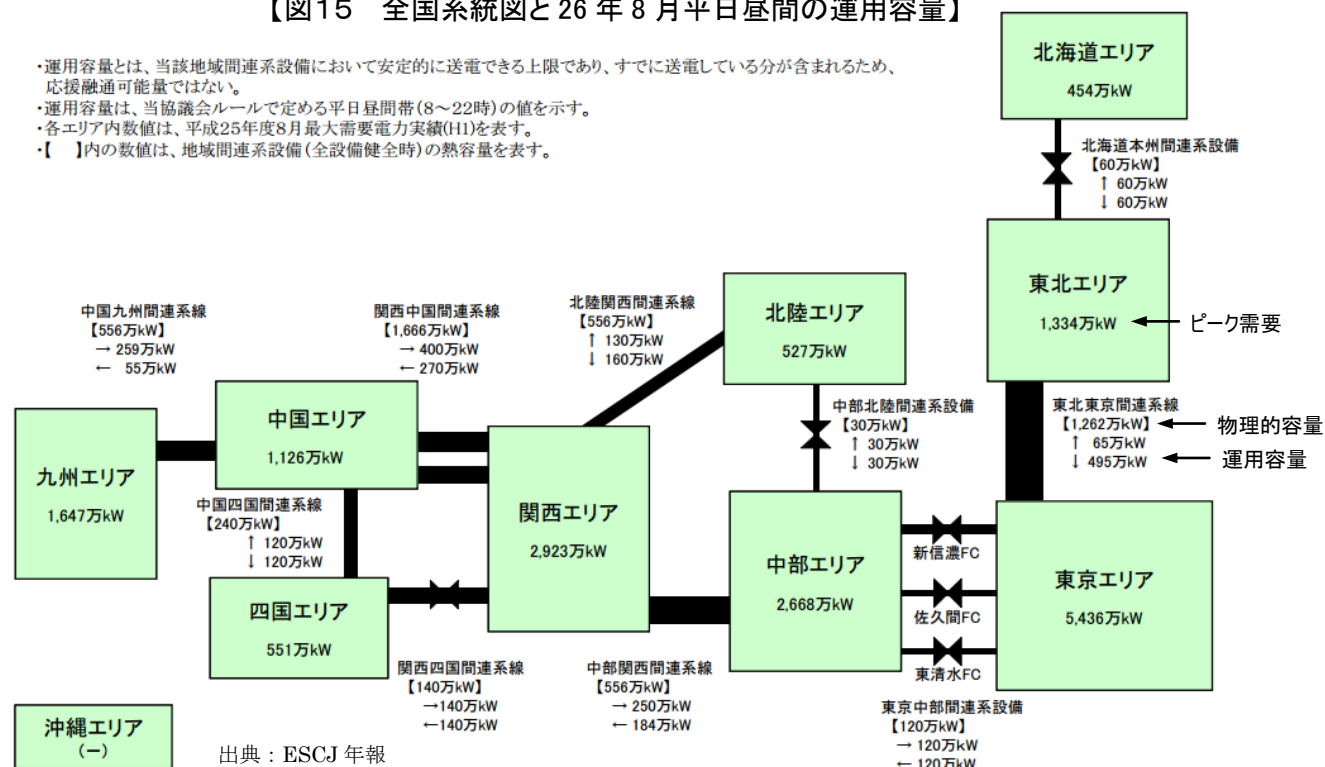 【図15 全国系統図と26年8月平日昼間の運用容量】
・運用容量とは、当該地域間連系設備において安定的に送電できる上限であり、すでに送電している分が含まれるため、
応援融通可能量ではない。
・運用容量は、当協議会ルールで定める平日昼間帯(8～22時)の値を示す。
・各エリア内数値は、平成25年度8月最大需要電力実績(H1)を表す。
・【 】内の数値は、地域間連系設備(全設備健全時)の熱容量を表す。
北海道エリア
454万kW
北海道本州間連系設備
【60万kW】
↑ 60万kW
↓ 60万kW
東北エリア
1,334万kW
ピーク需要
東北東京間連系線
【1,262万kW】
物理的容量
↑ 65万kW
↓ 495万kW
運用容量
中国九州間連系線
【556万kW】
→ 259万kW
← 55万kW
関西中国間連系線
【1,666万kW】
→ 400万kW
← 270万kW
北陸関西間連系線
【556万kW】
↑ 130万kW
↓ 160万kW
北陸エリア
527万kW
中部北陸間連系設備
【30万kW】
↑ 30万kW
↓ 30万kW
九州エリア
1,647万kW
中国エリア
1,126万kW
中国四国間連系線
【240万kW】
↑ 120万kW
↓ 120万kW
四国エリア
551万kW
関西エリア
2,923万kW
中部エリア
2,668万kW
新信濃FC
佐久間FC
東清水FC
東京エリア
5,436万kW
関西四国間連系線
【140万kW】
→140万kW
←140万kW
中部関西間連系線
【556万kW】
→ 250万kW
← 184万kW
東京中部間連系設備
【120万kW】
→ 120万kW
← 120万kW
沖縄エリア
(－)
出典：ESCJ 年報